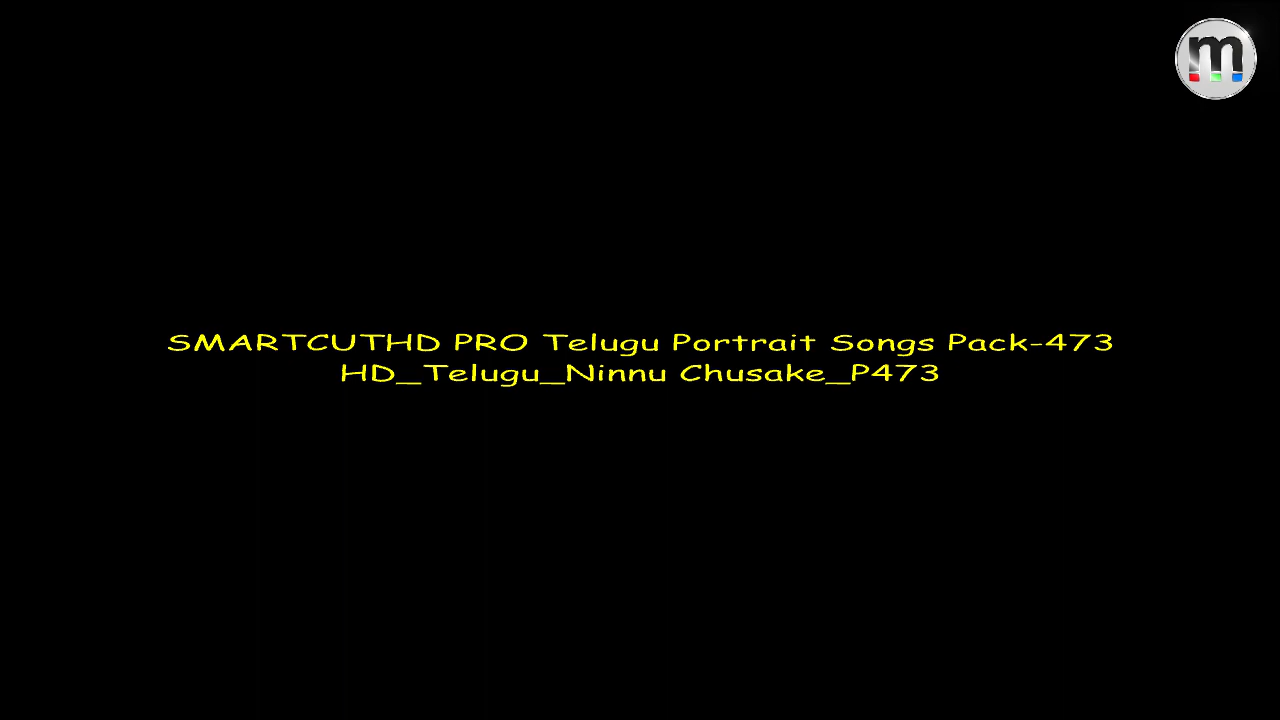 m
SMARTCUTHD PRO Telugu Portrait Songs Pack-473
HD_Telugu_Ninnu Chusake_P473